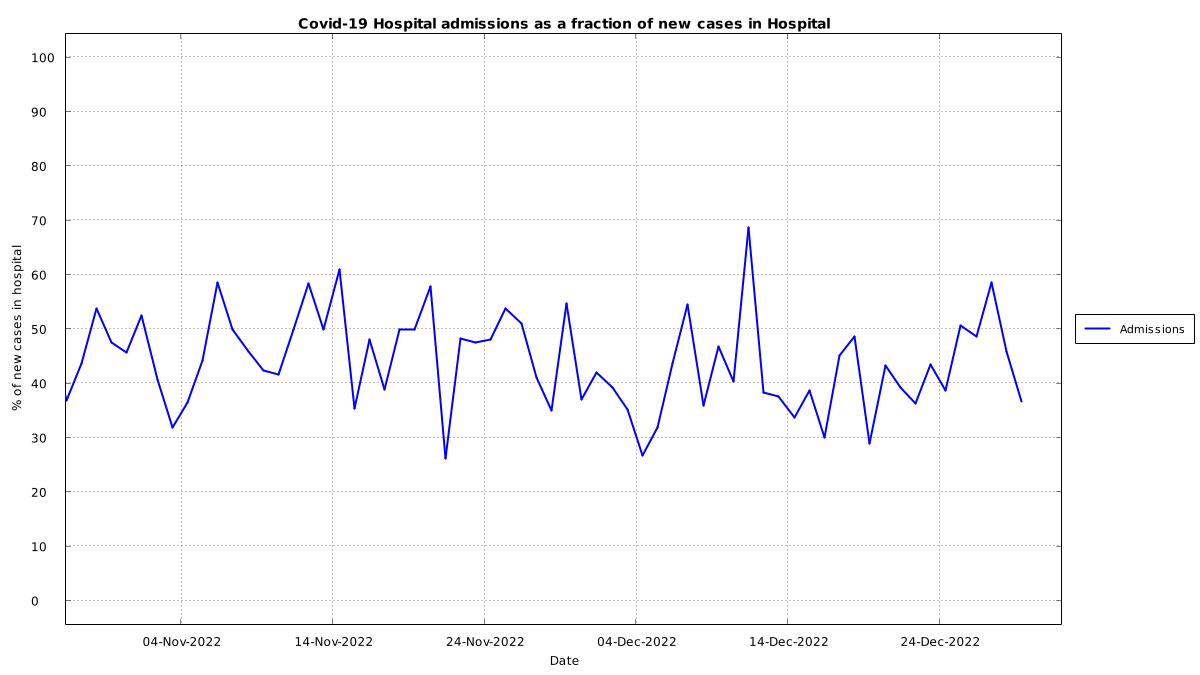 Covid-19 Hospital admissions as a fraction of new cases in Hospital
100
90
80
70
60
50
40
30
20
10
0
% of new cases in hospital
04-Nov-2022
14-Nov-2022
24-Nov-2022
04-Dec-2022
14-Dec-2022
24-Dec-2022
Date
Admissions